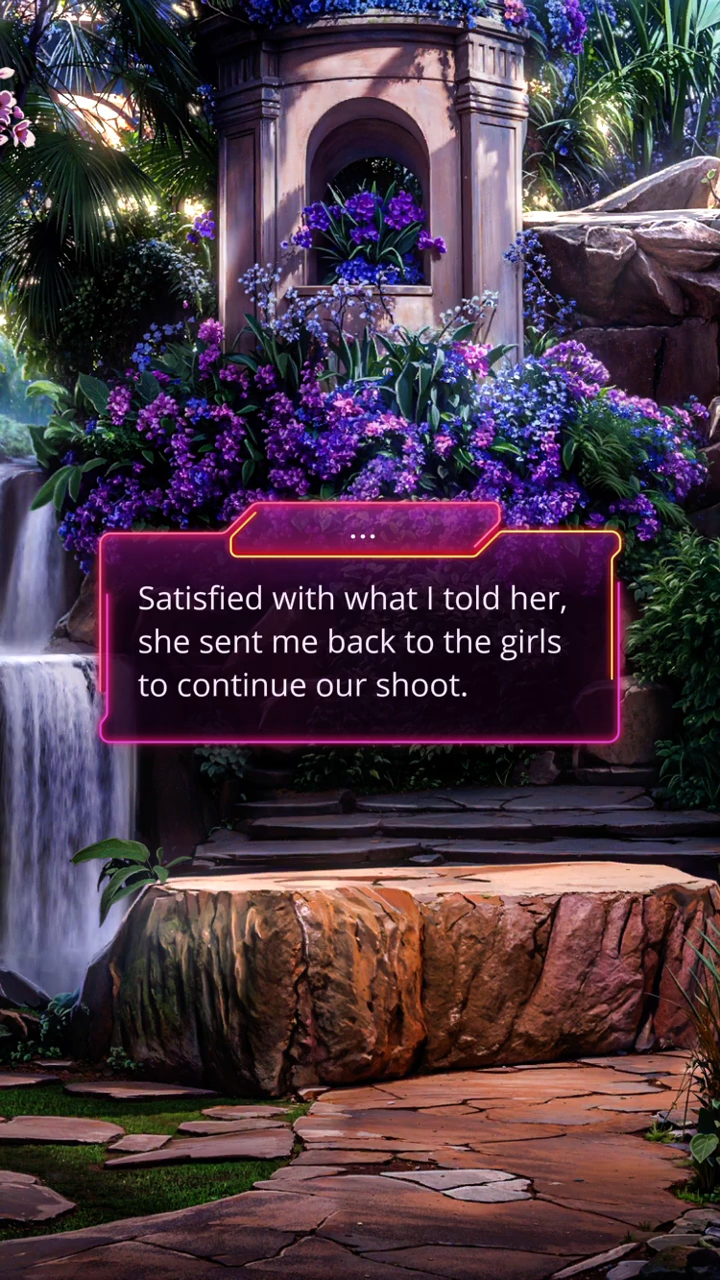 ...
Satisfied with what I told her,
she sent me back to the girls
to continue our shoot.